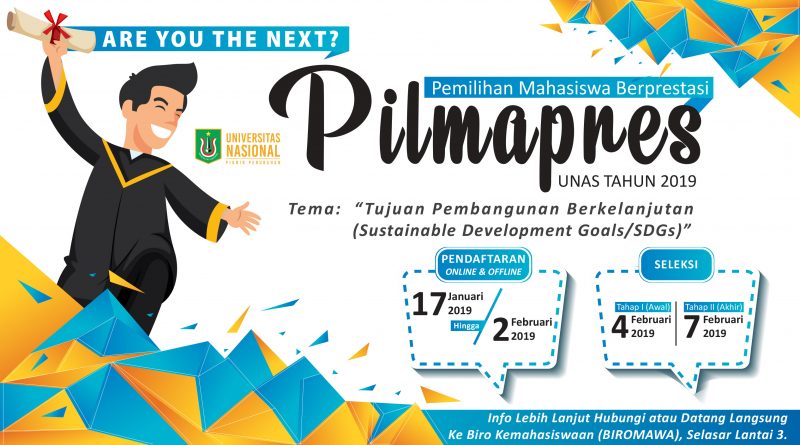 ARE YOU THE NEXT?
Pemilihan Mahasiswa Berprestasi
Pilmapres
UNAS TAHUN 2019
UNIVERSITAS
NASIONAL
PIONIR PERUBAHAN
Tema: “Tujuan Pembangunan Berkelanjutan
(Sustainable Development Goals/SDGs)”
PENDAFTARAN
ONLINE & OFFLINE
17 Januari
2019
Hingga
2 Februari
2019
SELEKSI
Tahap I (Awal)
4 Februari
2019
Tahap II (Akhir)
7 Februari
2019
Info Lebih Lanjut Hubungi atau Datang Langsung
Ke Biro Kemahasiswaan (BIROMAWA), Selasar Lantai 3.